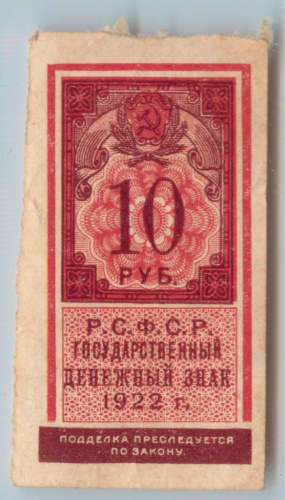 10
РУБ.
Р.С.Ф.С.Р.
ГОСУДАРСТВЕННЫЙ
ДЕНЕЖНЫЙ ЗНАК
1922 г.
ПОДДЕЛКА ПРЕСЛЕДУЕТСЯ
ПО ЗАКОНУ.